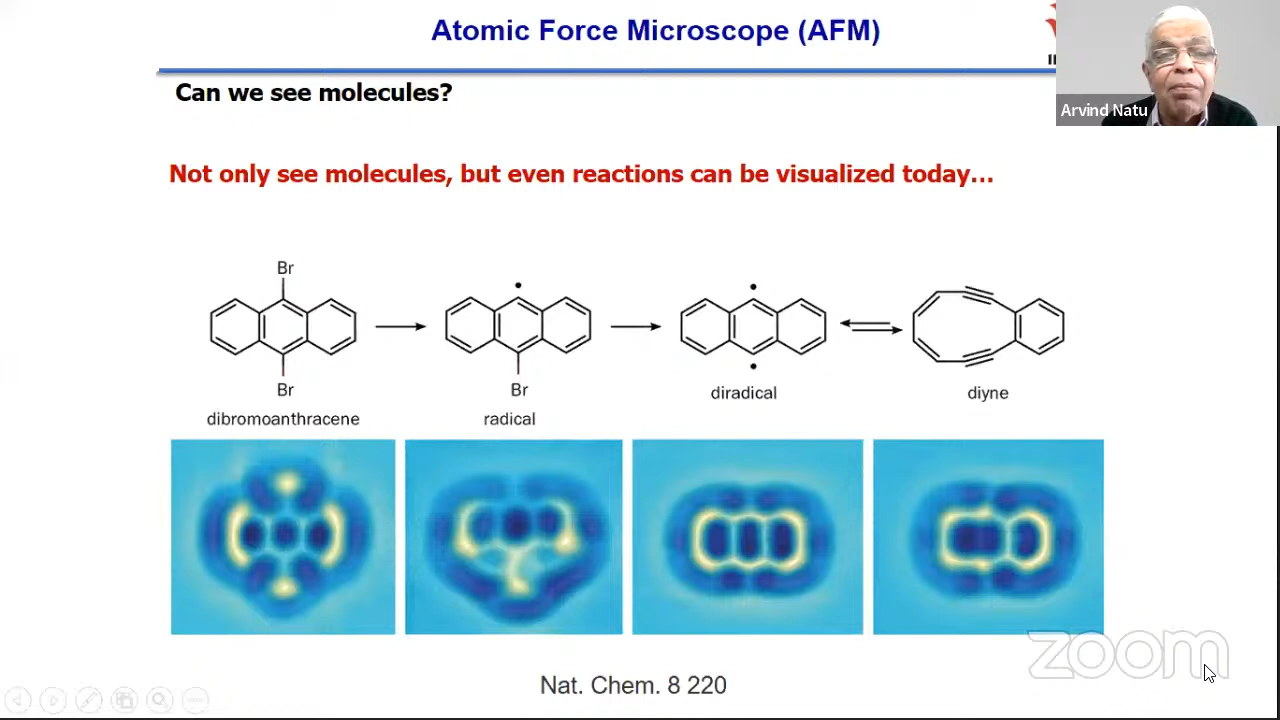 Atomic Force Microscope (AFM)
Can we see molecules?
Arvind Natu
Not only see molecules, but even reactions can be visualized today...
Br
Br
Br
dibromoanthracene
radical
diradical
diyne
Nat. Chem. 8 220
zoom